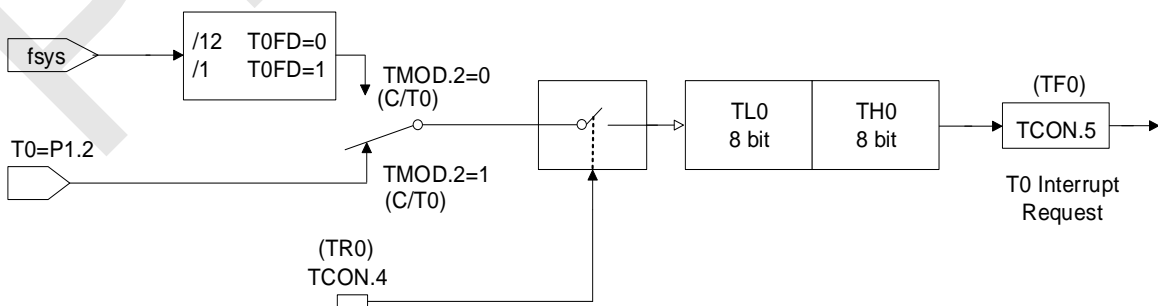 fsys
/12 T0FD=0
/1 T0FD=1
TMOD.2=0
(C/T0)
T0=P1.2
TMOD.2=1
(C/T0)
(TR0)
TCON.4
TL0
8 bit
TH0
8 bit
(TF0)
TCON.5
T0 Interrupt
Request